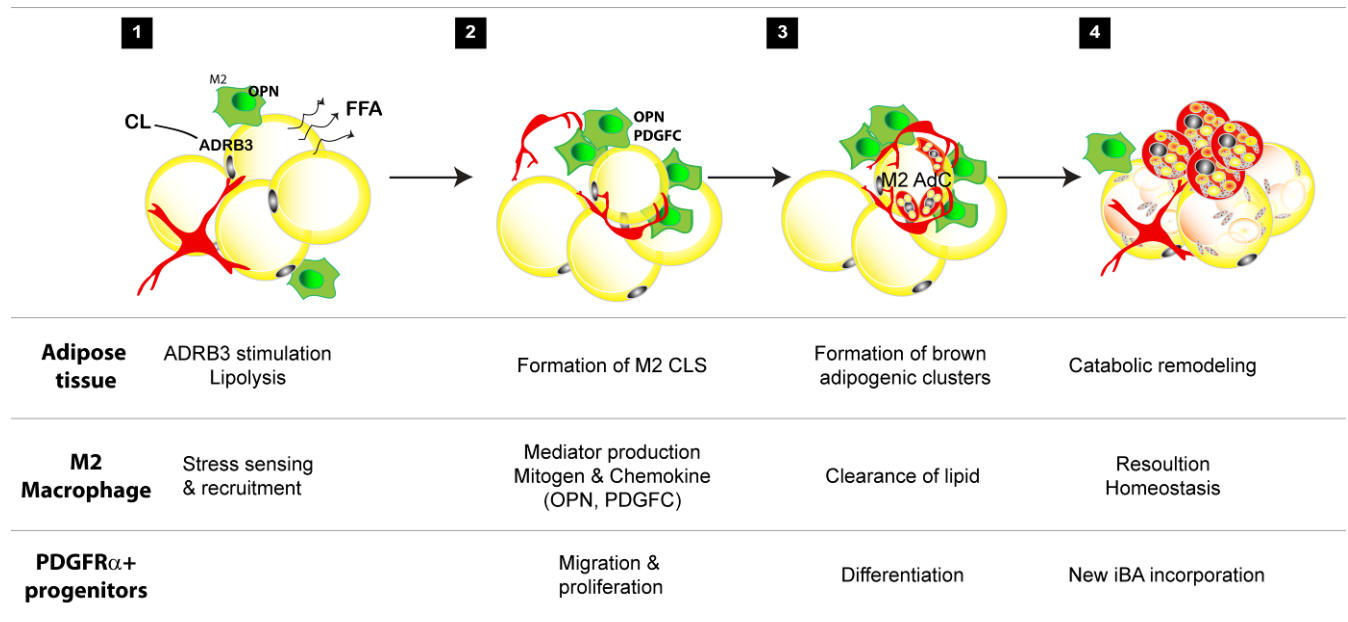 1
2
3
4
M2
OPN
FFA
CL
ADRB3
OPN
PDGFC
M2 AdC
Adipose
tissue
ADRB3 stimulation
Lipolysis
Formation of M2 CLS
Formation of brown
adipogenic clusters
Catabolic remodeling
M2
Macrophage
Stress sensing
& recruitment
Mediator production
Mitogen & Chemokine
(OPN, PDGFC)
Clearance of lipid
Resoultion
Homeostasis
PDGFRα+
progenitors
Migration &
proliferation
Differentiation
New iBA incorporation